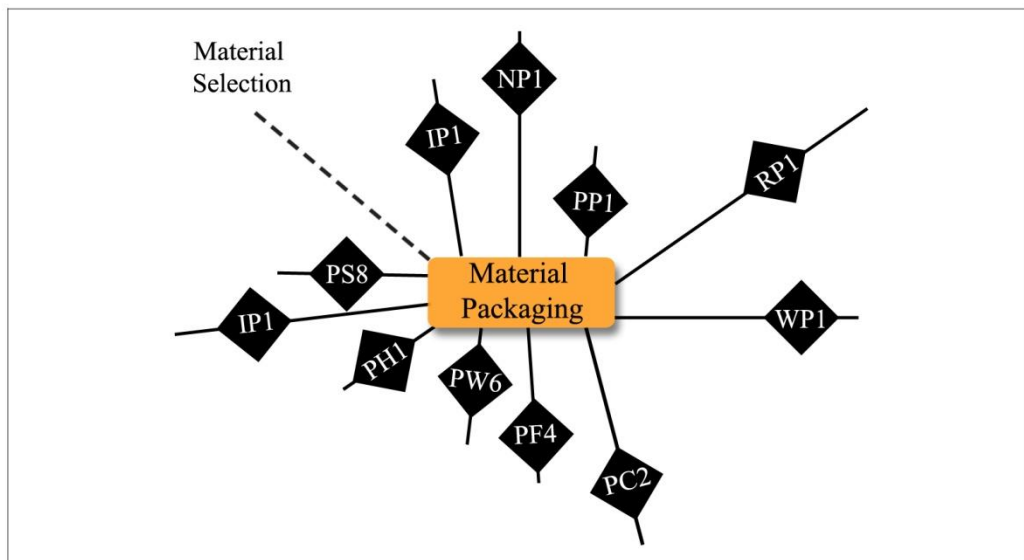 Material
Selection
NP1
IP1
PP1
RP1
PS8
Material
Packaging
IP1
WP1
PH1
PW6
PF4
PC2